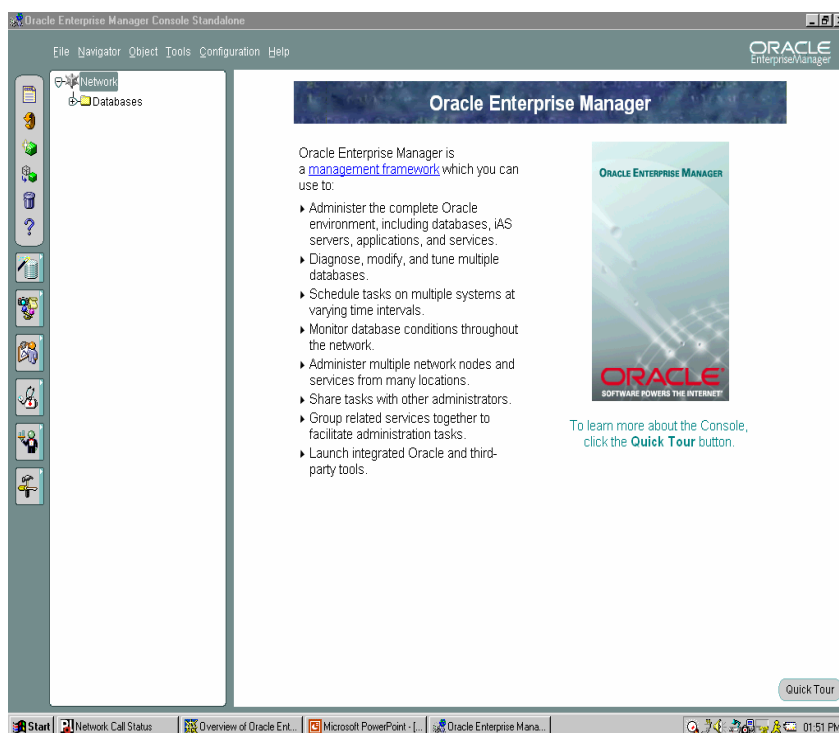 Oracle Enterprise Manager Console Standalone
File Navigator Object Tools Configuration Help
ORACLE
EnterpriseManager
Network
Databases
Oracle Enterprise Manager
Oracle Enterprise Manager is
a management framework which you can
use to:
Administer the complete Oracle
environment, including databases, iAS
servers, applications, and services.
Diagnose, modify, and tune multiple
databases.
Schedule tasks on multiple systems at
varying time intervals.
Monitor database conditions throughout
the network.
Administer multiple network nodes and
services from many locations.
Share tasks with other administrators.
Group related services together to
facilitate administration tasks.
Launch integrated Oracle and third-
party tools.
ORACLE ENTERPRISE MANAGER
ORACLE
SOFTWARE POWERS THE INTERNET
To learn more about the Console,
click the Quick Tour button.
Quick Tour
Start
Network Call Status
Overview of Oracle Ent...
Microsoft PowerPoint - [...
Oracle Enterprise Mana...
01:51 PM